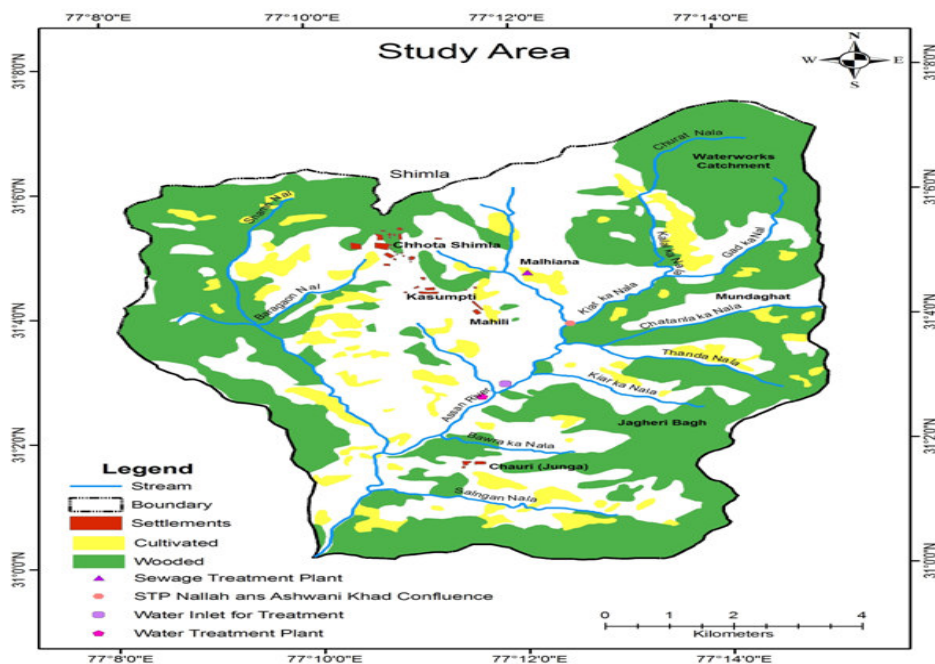 77°8'0"E 77°10'0"E 77°12'0"E 77°14'0"E
Study Area
N
W E
S
31°8'0"N 31°8'0"N
Churat Nala
Waterworks
Catchment
Shimla
31°6'0"N 31°6'0"N
Chhota Shimla
Gad ka Nal
Malhiana
Baragaon Nal
Kiat ka Nala
Kasumpti
Mundaghat
31°4'0"N 31°4'0"N
Mahili
Chatanta ka Nala
Thanda Nala
Kiar ka Nala
Assan River
Jagheri Bagh
31°2'0"N 31°2'0"N
Bawra ka Nala
Chauri (Junga)
Saingan Nala
Legend
Stream
Boundary
Settlements
Cultivated
Wooded
31°0'0"N 31°0'0"N
Sewage Treatment Plant
STP Nallah ans Ashwani Khad Confluence
Water Inlet for Treatment
Water Treatment Plant
0 1 2 4
Kilometers
77°8'0"E 77°10'0"E 77°12'0"E 77°14'0"E